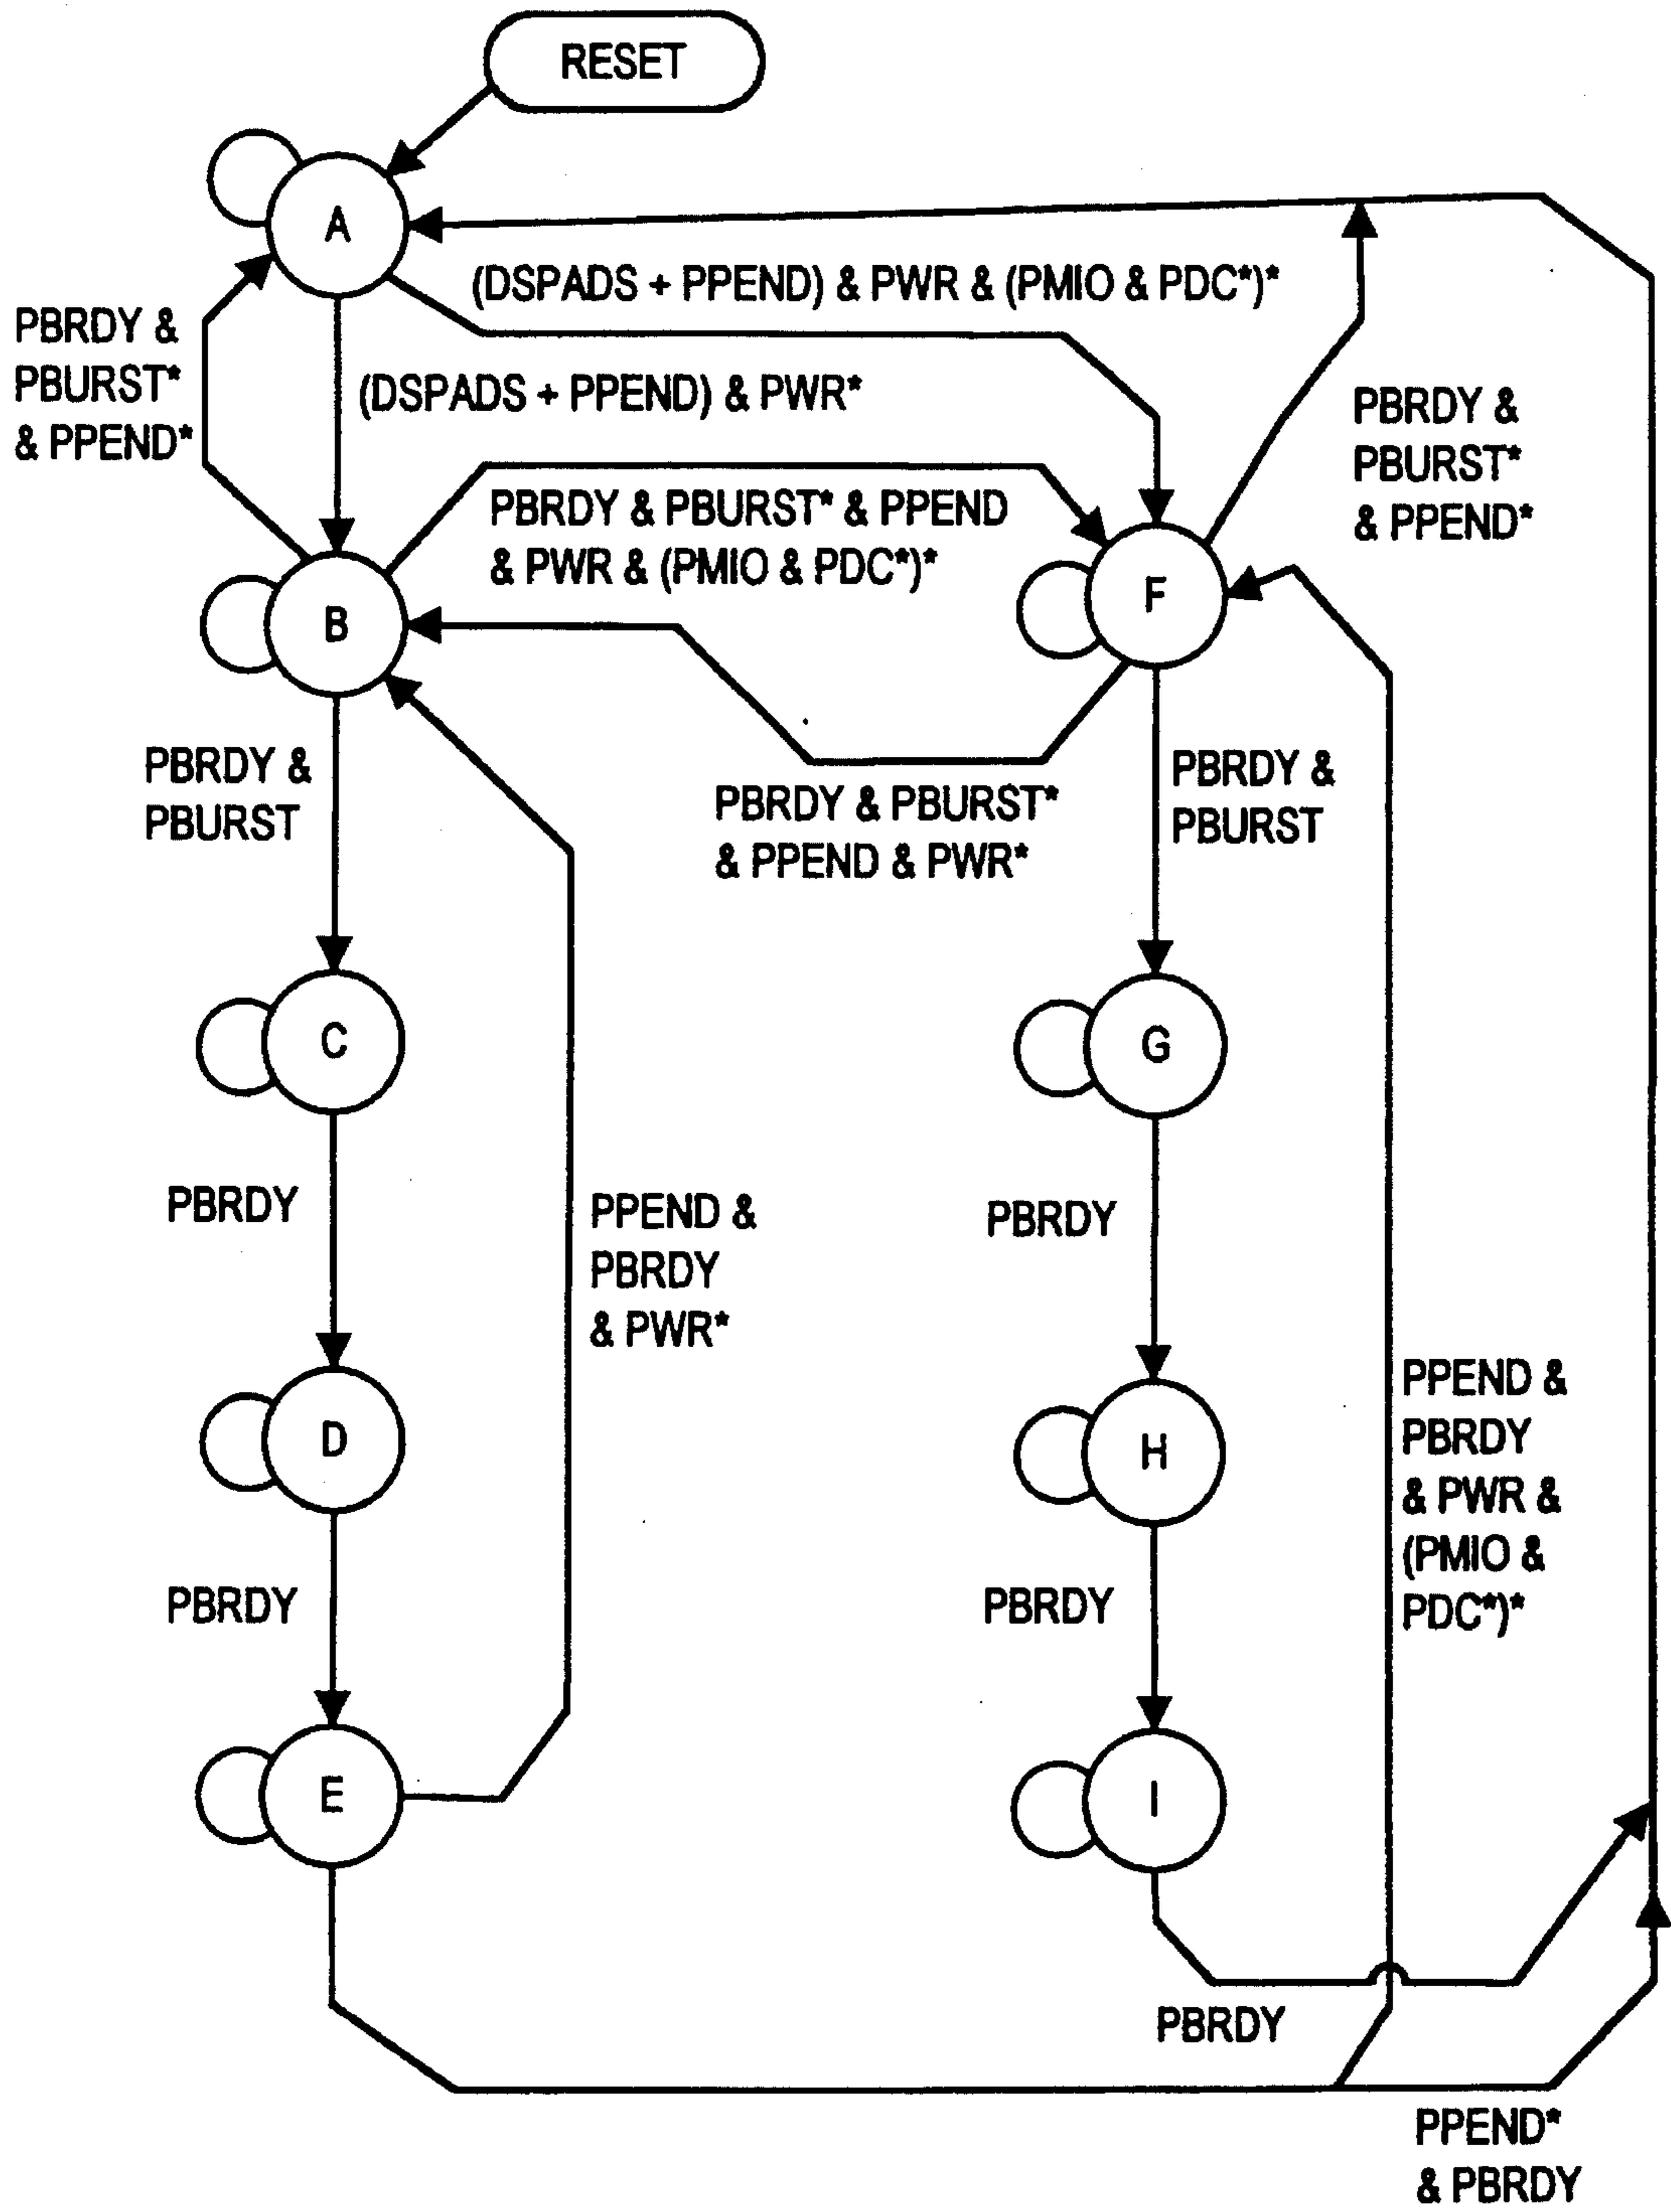 RESET
A
(DSPADS + PPEND) & PWR & (PMIO & PDC*)*
PBRDY &
PBURST*
& PPEND*
(DSPADS + PPEND) & PWR*
PBRDY &
PBURST*
& PPEND*
PBRDY & PBURST* & PPEND
& PWR & (PMIO & PDC*)*
B
F
PBRDY &
PBURST
PBRDY & PBURST*
& PPEND & PWR*
PBRDY &
PBURST
C
G
PBRDY
PPEND &
PBRDY
& PWR*
PBRDY
D
H
PPEND &
PBRDY
& PWR &
(PMIO &
PDC*)*
PBRDY
PBRDY
E
I
PBRDY
PPEND*
& PBRDY